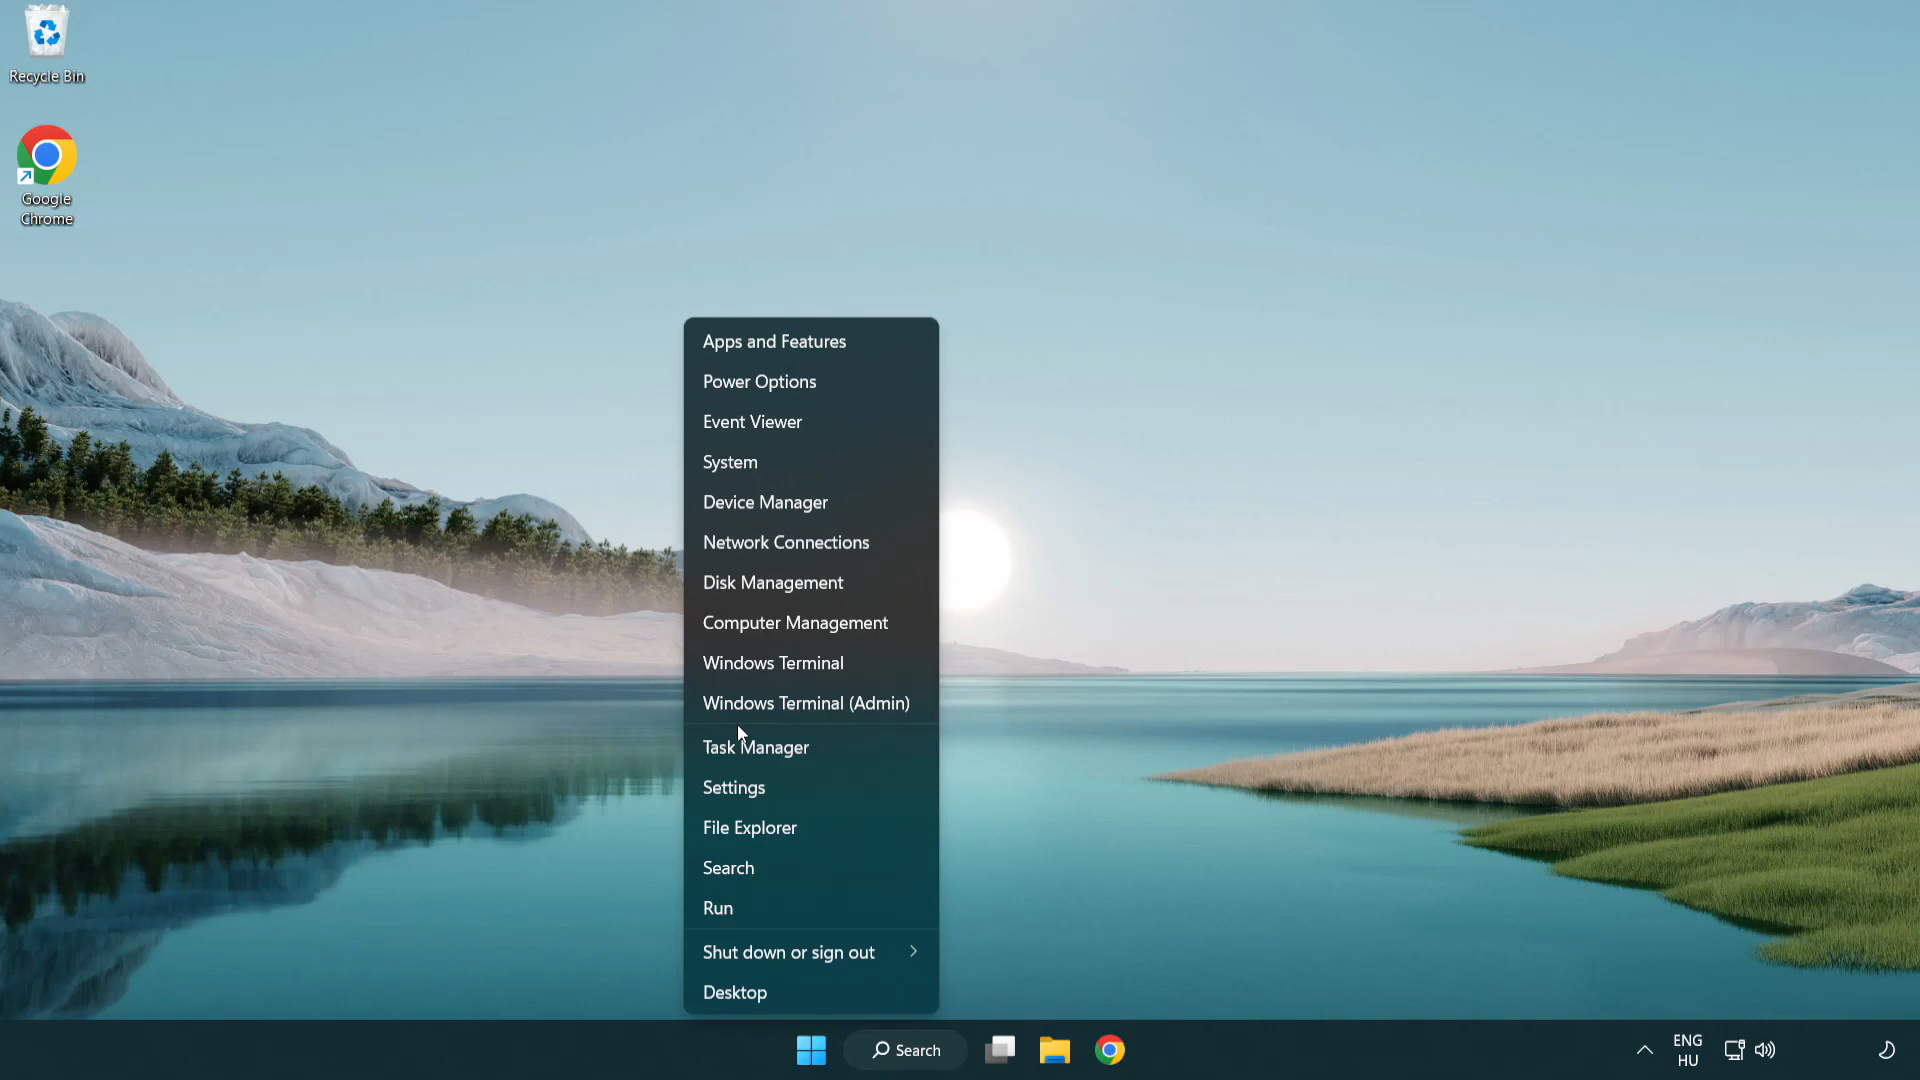 Recycle Bin
Google
Chrome
Apps and Features
Power Options
Event Viewer
System
Device Manager
Network Connections
Disk Management
Computer Management
Windows Terminal
Windows Terminal (Admin)
Task Manager
Settings
File Explorer
Search
Run
Shut down or sign out
Desktop
Search
ENG
HU